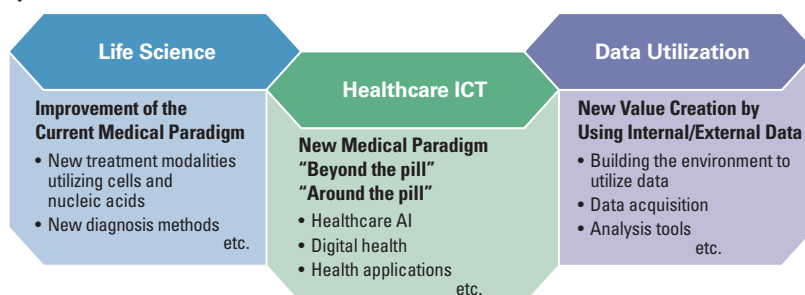 Life Science
Improvement of the
Current Medical Paradigm
• New treatment modalities
utilizing cells and
nucleic acids
• New diagnosis methods
etc.
Healthcare ICT
New Medical Paradigm
“Beyond the pill”
“Around the pill”
• Healthcare AI
• Digital health
• Health applications
etc.
Data Utilization
New Value Creation by
Using Internal/External Data
• Building the environment to
utilize data
• Data acquisition
• Analysis tools
etc.